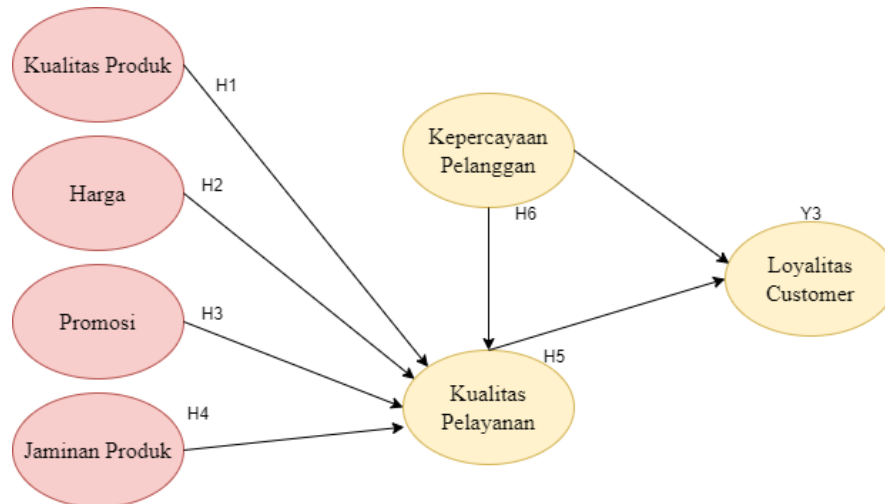 Kualitas Produk
H1
Harga
H2
Promosi
H3
Jaminan Produk
H4
Kepercayaan
Pelanggan
H6
Kualitas
Pelayanan
H5
Y3
Loyalitas
Customer